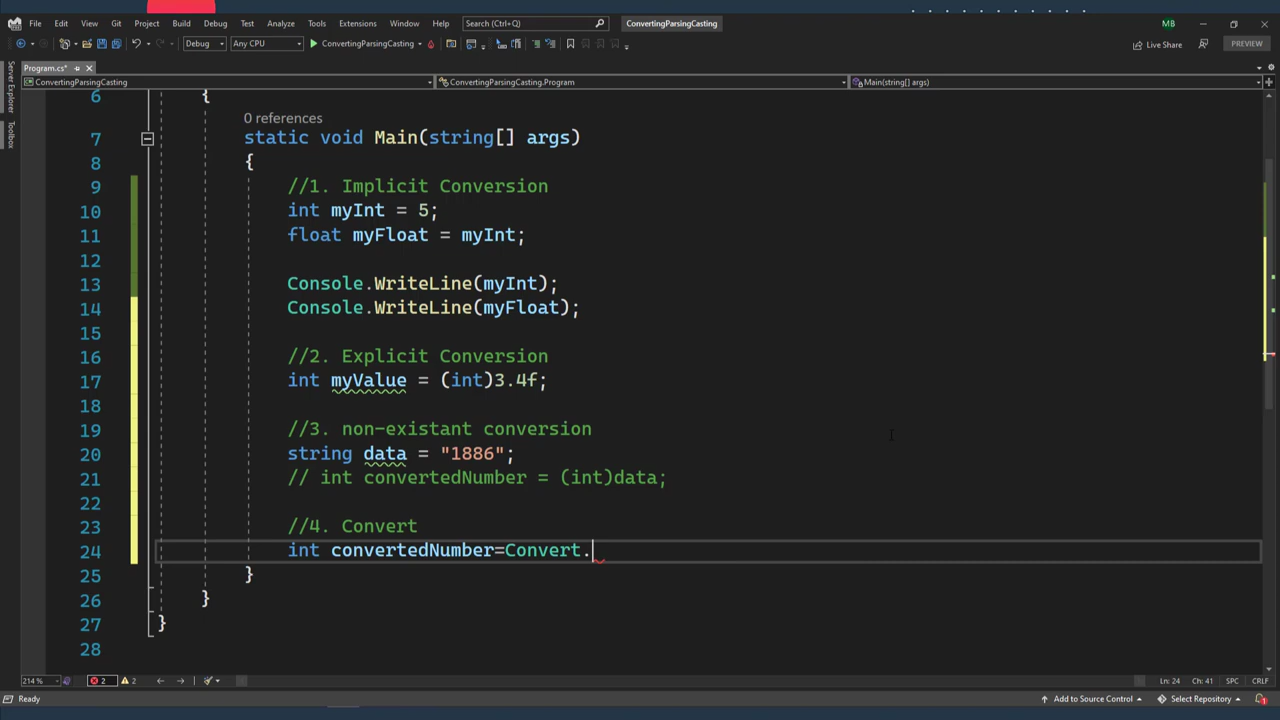 File Edit View Git Project Build Debug Test Analyze Tools Extensions Window Help Search (Ctrl+Q) ConvertingParsingCasting MB
Debug Any CPU ConvertingParsingCasting Live Share PREVIEW
Program.cs*
ConvertingParsingCasting ConvertingParsingCasting.Program Main(string[] args)
Server Explorer
Toolbox
6 {
0 references
7 static void Main(string[] args)
8 {
9 //1. Implicit Conversion
10 int myInt = 5;
11 float myFloat = myInt;
12
13 Console.WriteLine(myInt);
14 Console.WriteLine(myFloat);
15
16 //2. Explicit Conversion
17 int myValue = (int)3.4f;
18
19 //3. non-existant conversion
20 string data = "1886";
21 // int convertedNumber = (int)data;
22
23 //4. Convert
24 int convertedNumber=Convert.
25 }
26 }
27 }
28
214 % 2 2 Ln: 24 Ch: 41 SPC CRLF
Ready Add to Source Control Select Repository 1